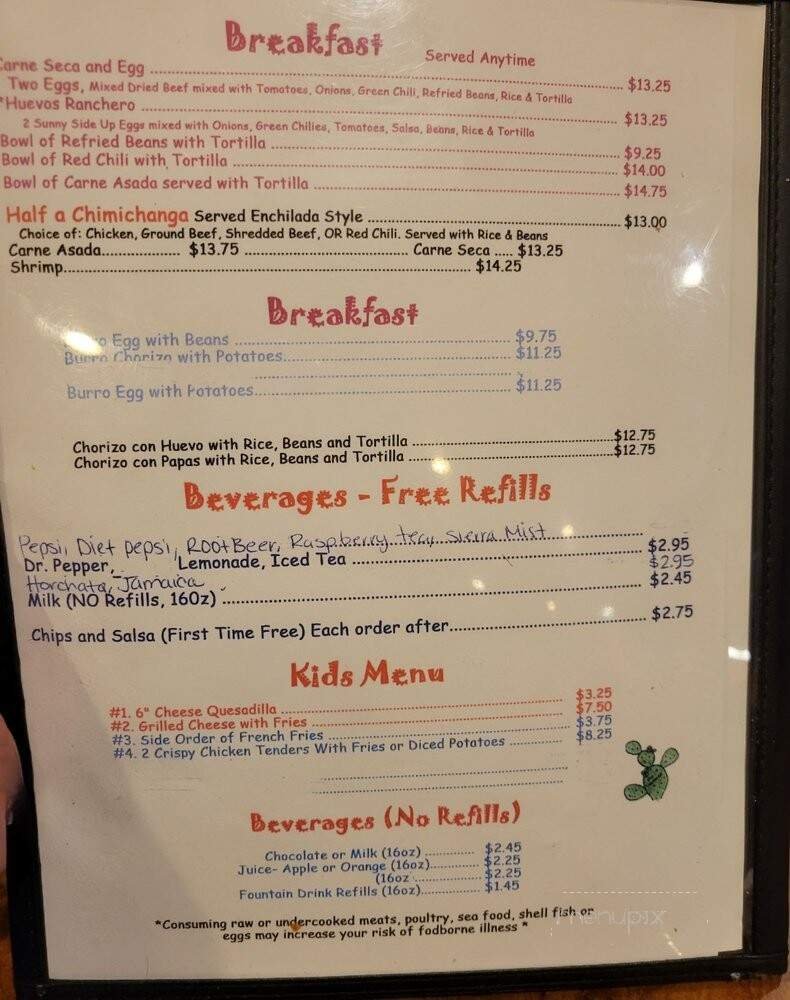 Breakfast Served Anytime
Carne Seca and Egg ........ $13.25
Two Eggs, Mixed Dried Beef mixed with Tomatoes, Onions, Green Chili, Refried Beans, Rice & Tortilla
*Huevos Ranchero ........ $13.25
2 Sunny Side Up Eggs mixed with Onions, Green Chilies, Tomatoes, Salsa, Beans, Rice & Tortilla
Bowl of Refried Beans with Tortilla ........ $9.25
Bowl of Red Chili with Tortilla ........ $14.00
Bowl of Carne Asada served with Tortilla ........ $14.75
Half a Chimichanga Served Enchilada Style ........ $13.00
Choice of: Chicken, Ground Beef, Shredded Beef, OR Red Chili. Served with Rice & Beans
Carne Asada........ $13.75 ........ Carne Seca ..... $13.25
Shrimp........ $14.25
Breakfast
Egg with Beans ........ $9.75
Burro Chorizo with Potatoes........ $11.25
Burro Egg with Potatoes........ $11.25
Chorizo con Huevo with Rice, Beans and Tortilla ........ $12.75
Chorizo con Papas with Rice, Beans and Tortilla ........ $12.75
Beverages - Free Refills
Pepsi, Diet pepsi, Root Beer, Raspberry tea, Sierra Mist ........
Dr. Pepper, Lemonade, Iced Tea ........ $2.95
Horchata, Jamaica $2.95
Milk (NO Refills, 16oz) ........ $2.45
Chips and Salsa (First Time Free) Each order after........ $2.75
Kids Menu
#1. 6" Cheese Quesadilla ........ $3.25
#2. Grilled Cheese with Fries ........ $7.50
#3. Side Order of French Fries ........ $3.75
#4. 2 Crispy Chicken Tenders With Fries or Diced Potatoes ........ $8.25
Beverages (No Refills)
Chocolate or Milk (16oz) ........ $2.45
Juice- Apple or Orange (16oz)........ $2.25
(16oz ........ $2.25
Fountain Drink Refills (16oz)........ $1.45
*Consuming raw or undercooked meats, poultry, sea food, shell fish or
eggs may increase your risk of fodborne illness *
menupix